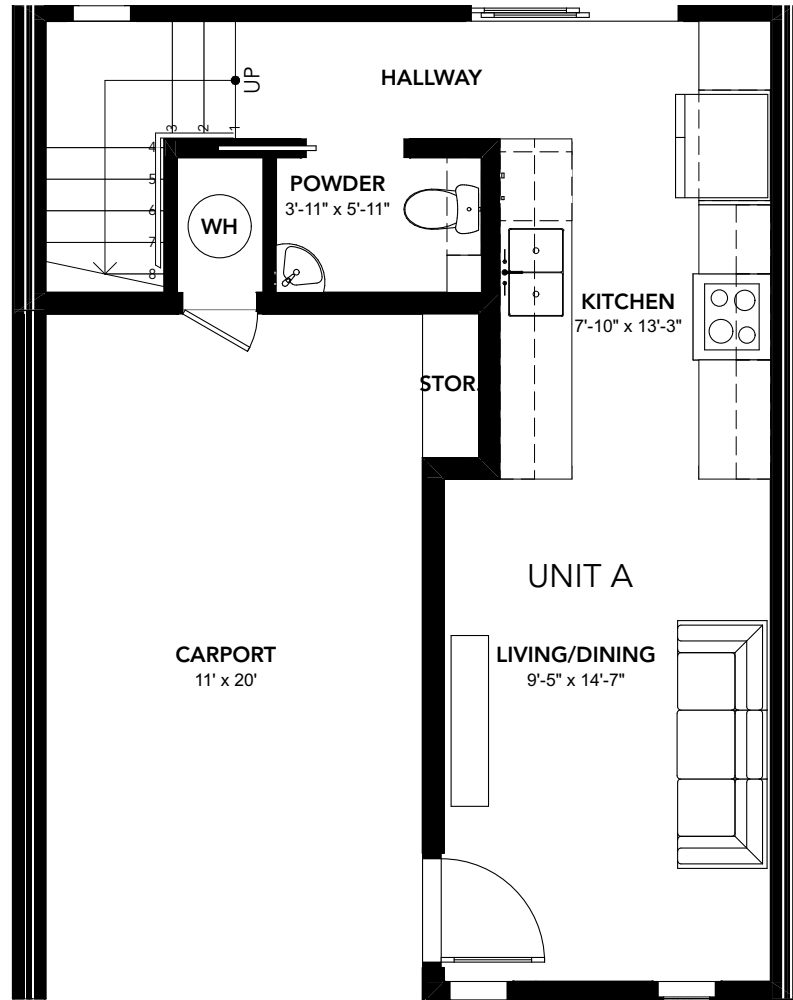 UP
HALLWAY
3 2 1
4
5
6
7
8
WH
POWDER
3'-11" x 5'-11"
KITCHEN
7'-10" x 13'-3"
STOR.
UNIT A
CARPORT
11' x 20'
LIVING/DINING
9'-5" x 14'-7"